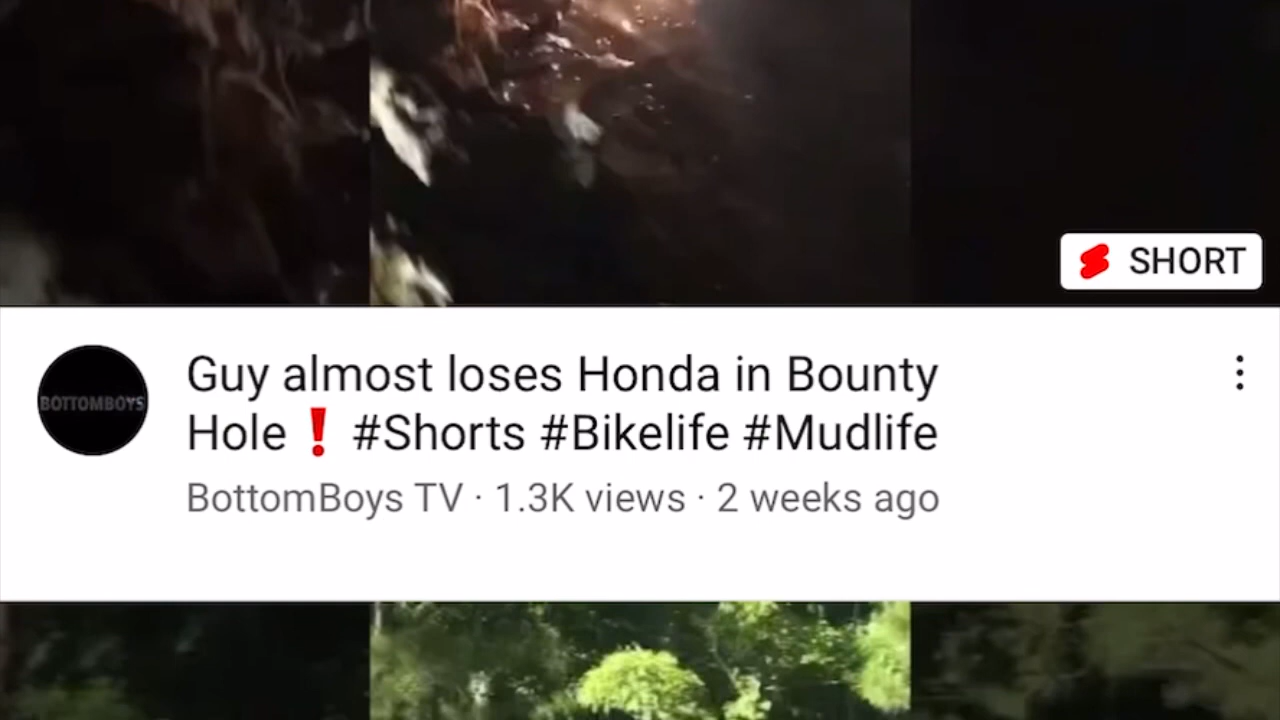 SHORT
BOTTOMBOYS
Guy almost loses Honda in Bounty
Hole❗ #Shorts #Bikelife #Mudlife
BottomBoys TV · 1.3K views · 2 weeks ago